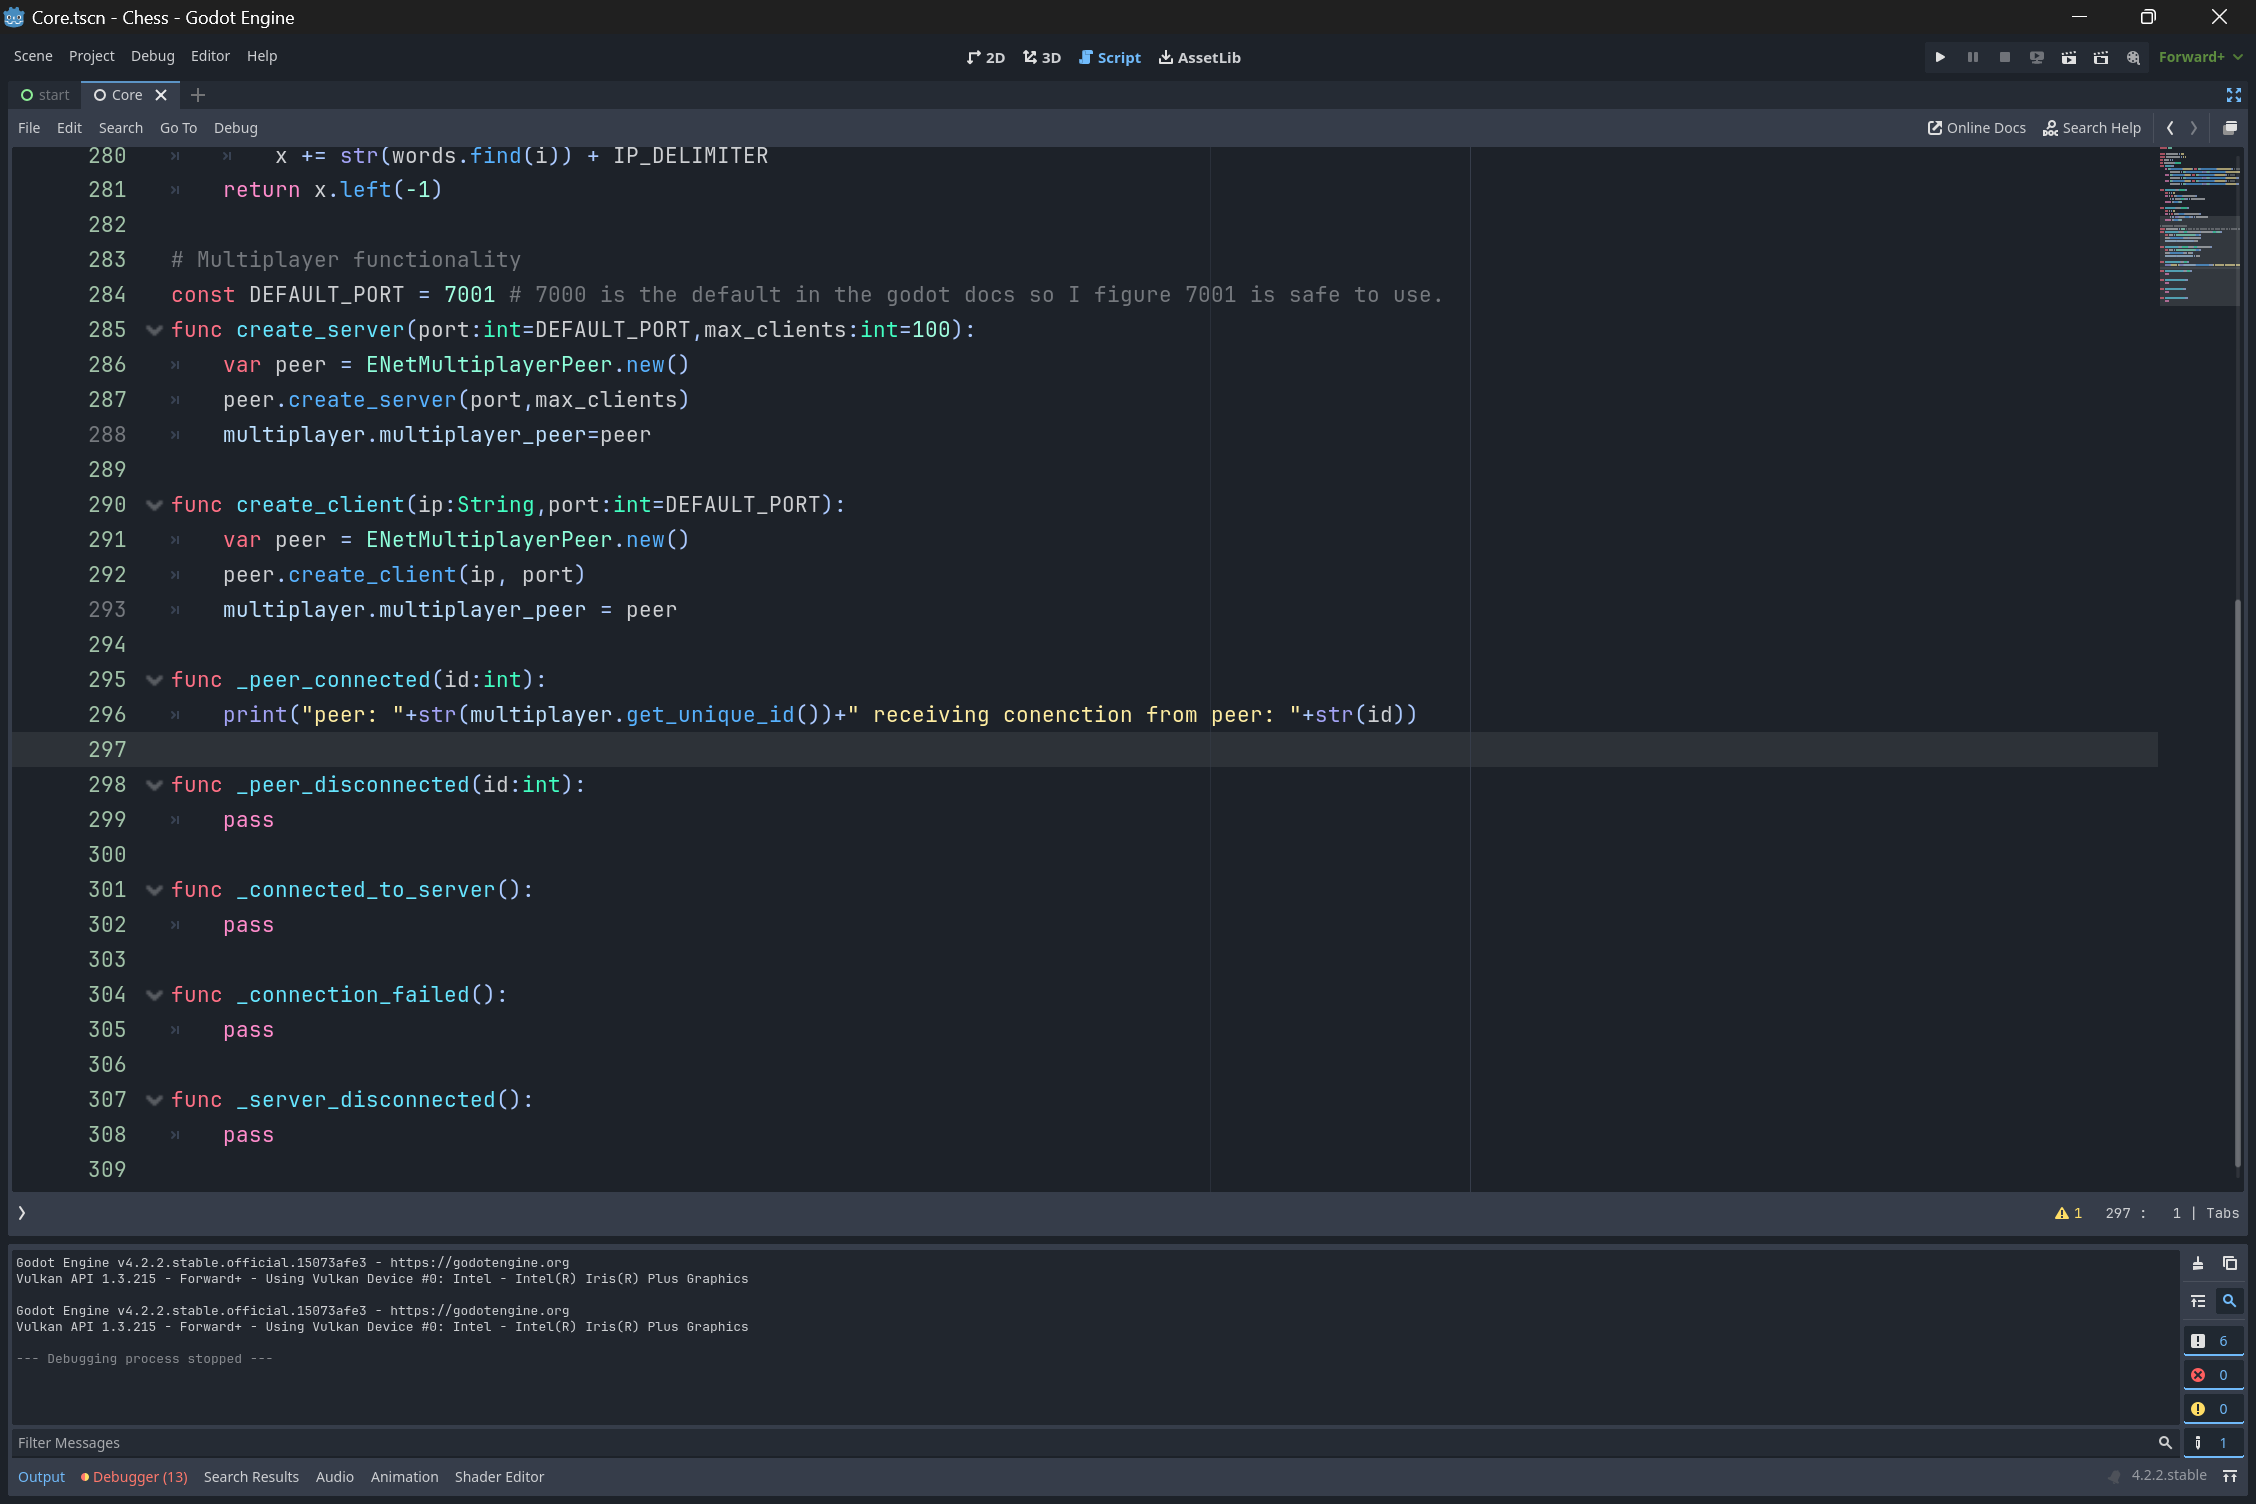 Core.tscn - Chess - Godot Engine
Scene Project Debug Editor Help
2D 3D Script AssetLib
Forward+
start Core
File Edit Search Go To Debug
Online Docs Search Help
280 x += str(words.find(i)) + IP_DELIMITER
281 return x.left(-1)
282
283 # Multiplayer functionality
284 const DEFAULT_PORT = 7001 # 7000 is the default in the godot docs so I figure 7001 is safe to use.
285 func create_server(port:int=DEFAULT_PORT,max_clients:int=100):
286 var peer = ENetMultiplayerPeer.new()
287 peer.create_server(port,max_clients)
288 multiplayer.multiplayer_peer=peer
289
290 func create_client(ip:String,port:int=DEFAULT_PORT):
291 var peer = ENetMultiplayerPeer.new()
292 peer.create_client(ip, port)
293 multiplayer.multiplayer_peer = peer
294
295 func _peer_connected(id:int):
296 print("peer: "+str(multiplayer.get_unique_id())+" receiving conenction from peer: "+str(id))
297
298 func _peer_disconnected(id:int):
299 pass
300
301 func _connected_to_server():
302 pass
303
304 func _connection_failed():
305 pass
306
307 func _server_disconnected():
308 pass
309
1 297 : 1 | Tabs
Godot Engine v4.2.2.stable.official.15073afe3 - https://godotengine.org
Vulkan API 1.3.215 - Forward+ - Using Vulkan Device #0: Intel - Intel(R) Iris(R) Plus Graphics
Godot Engine v4.2.2.stable.official.15073afe3 - https://godotengine.org
Vulkan API 1.3.215 - Forward+ - Using Vulkan Device #0: Intel - Intel(R) Iris(R) Plus Graphics
--- Debugging process stopped ---
6
0
0
1
Filter Messages
Output Debugger (13) Search Results Audio Animation Shader Editor
4.2.2.stable